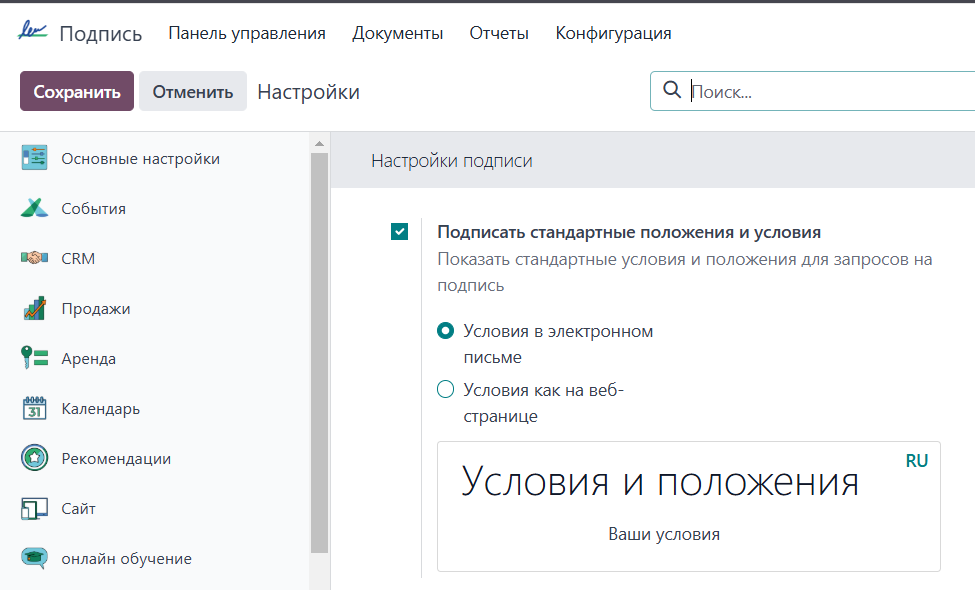 Подпись Панель управления Документы Отчеты Конфигурация
Сохранить Отменить Настройки Поиск...
Основные настройки
События
CRM
Продажи
Аренда
31 Календарь
Рекомендации
Сайт
онлайн обучение
Настройки подписи
Подписать стандартные положения и условия
Показать стандартные условия и положения для запросов на
подпись
Условия в электронном
письме
Условия как на веб-
странице
RU
Условия и положения
Ваши условия